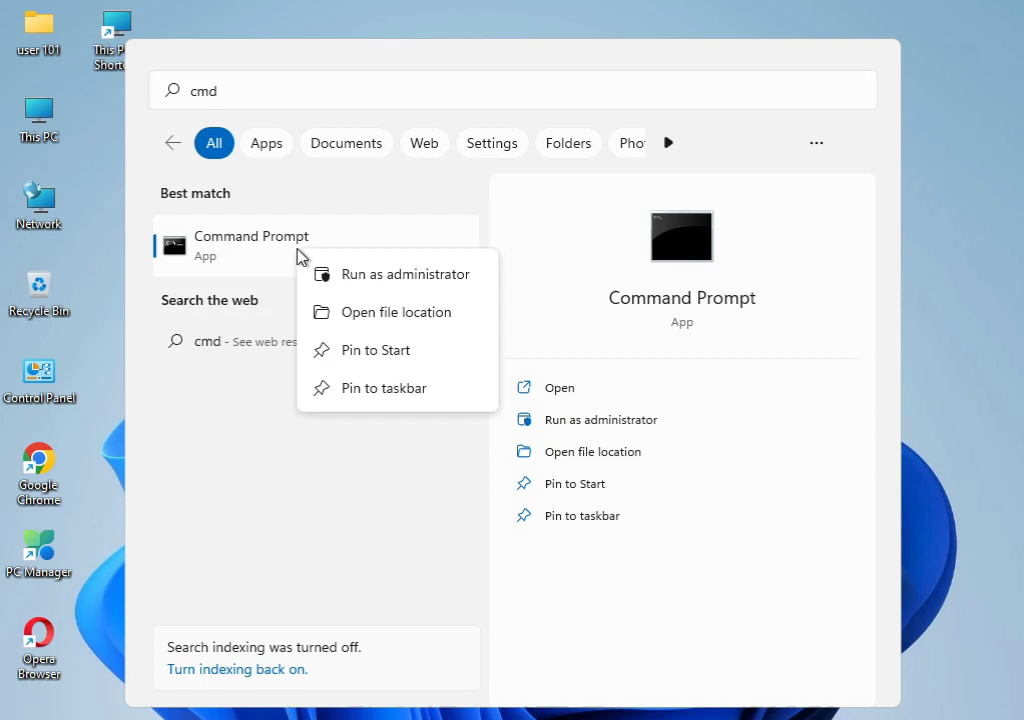 user 101
This P
Shortc
This PC
Network
Recycle Bin
Control Panel
Google
Chrome
PC Manager
Opera
Browser
cmd
All
Apps
Documents
Web
Settings
Folders
Pho
...
Best match
Command Prompt
App
Search the web
cmd - See web res
Run as administrator
Open file location
Pin to Start
Pin to taskbar
Command Prompt
App
Open
Run as administrator
Open file location
Pin to Start
Pin to taskbar
Search indexing was turned off.
Turn indexing back on.